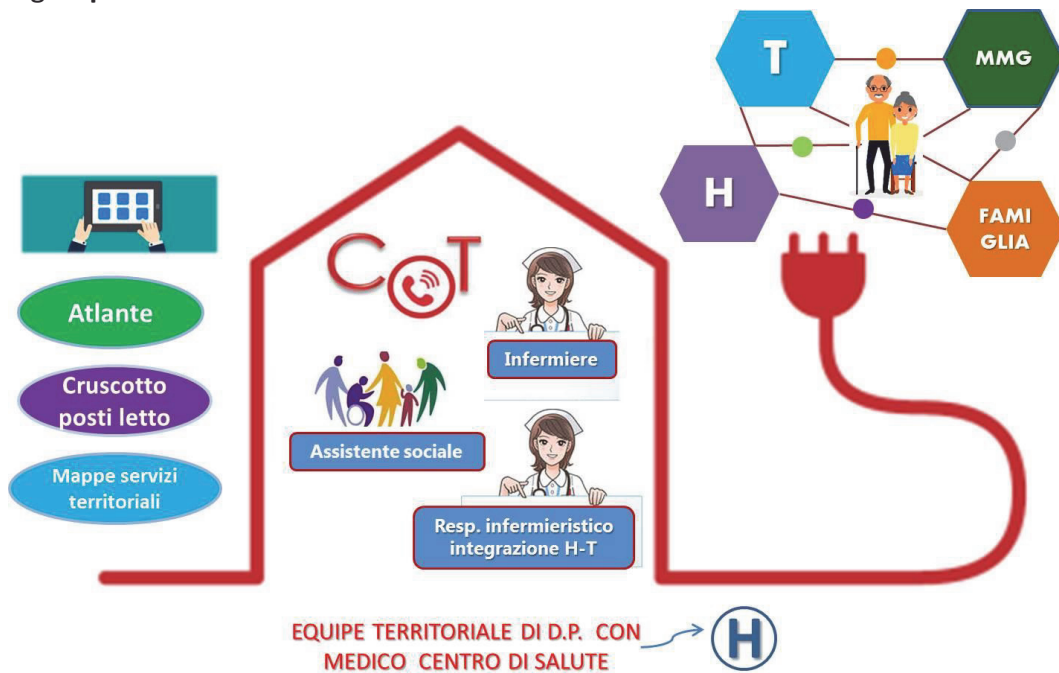 T
MMG
H
FAMI
GLIA
COT
Atlante
Infermiere
Cruscotto
posti letto
Assistente sociale
Mappe servizi
territoriali
Resp. infermieristico
integrazione H-T
EQUIPE TERRITORIALE DI D.P. CON
MEDICO CENTRO DI SALUTE
H